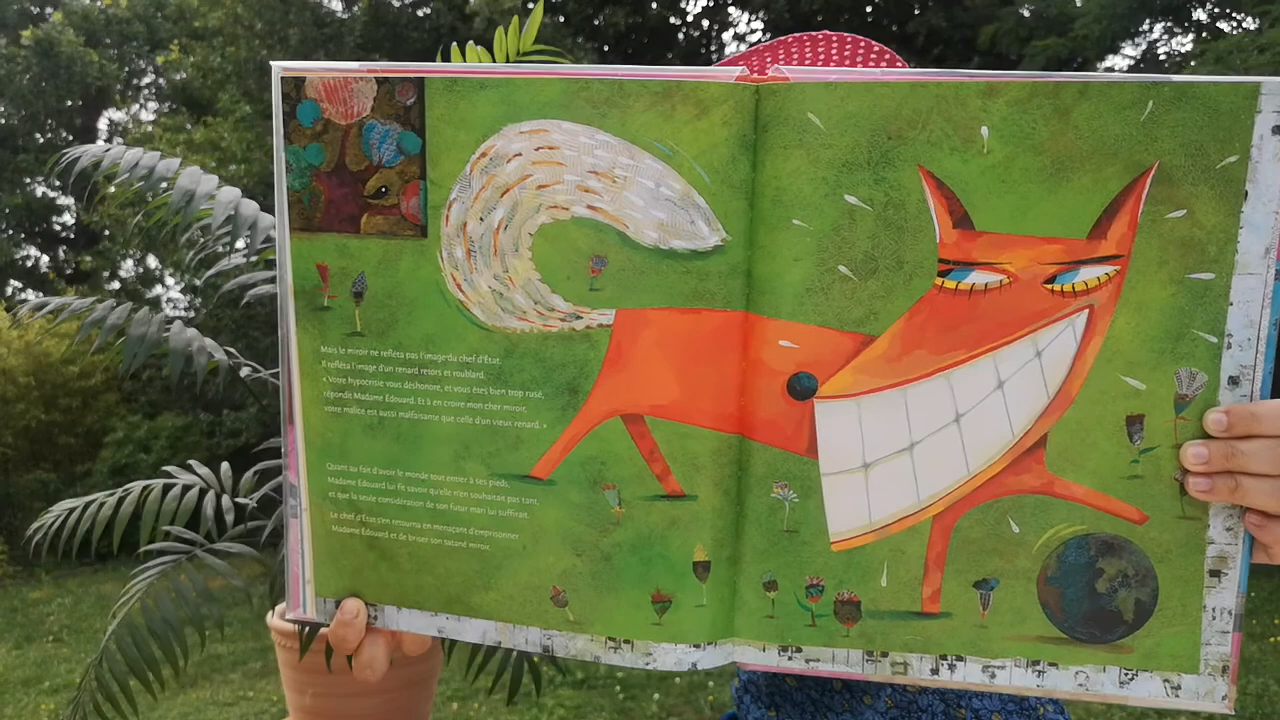 Mais le miroir ne refléta pas l'image du chef d'État.
Il refléta l'image d'un renard retors et roublard.
« Votre hypocrisie vous déshonore, et vous êtes bien trop rusé,
répondit Madame Edouard. Et à en croire mon cher miroir,
votre malice est aussi malfaisante que celle d'un vieux renard. »
Quant au fait d'avoir le monde tout entier à ses pieds,
Madame Edouard lui fit savoir qu'elle n'en souhaitait pas tant,
et que la seule considération de son futur mari lui suffirait.
Le chef d'État s'en retourna en menaçant d'emprisonner
Madame Edouard et de briser son satané miroir.